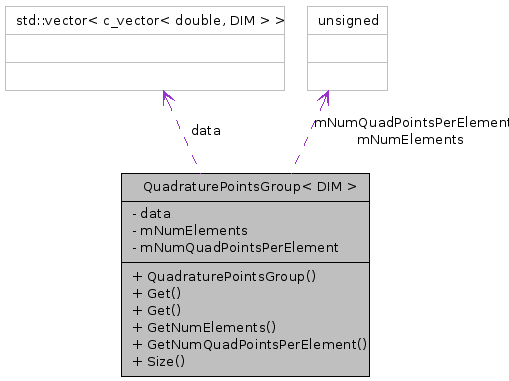 std::vector< c_vector< double, DIM > >
unsigned
data
mNumQuadPointsPerElement
mNumElements
QuadraturePointsGroup< DIM >
- data
- mNumElements
- mNumQuadPointsPerElement
+ QuadraturePointsGroup()
+ Get()
+ Get()
+ GetNumElements()
+ GetNumQuadPointsPerElement()
+ Size()